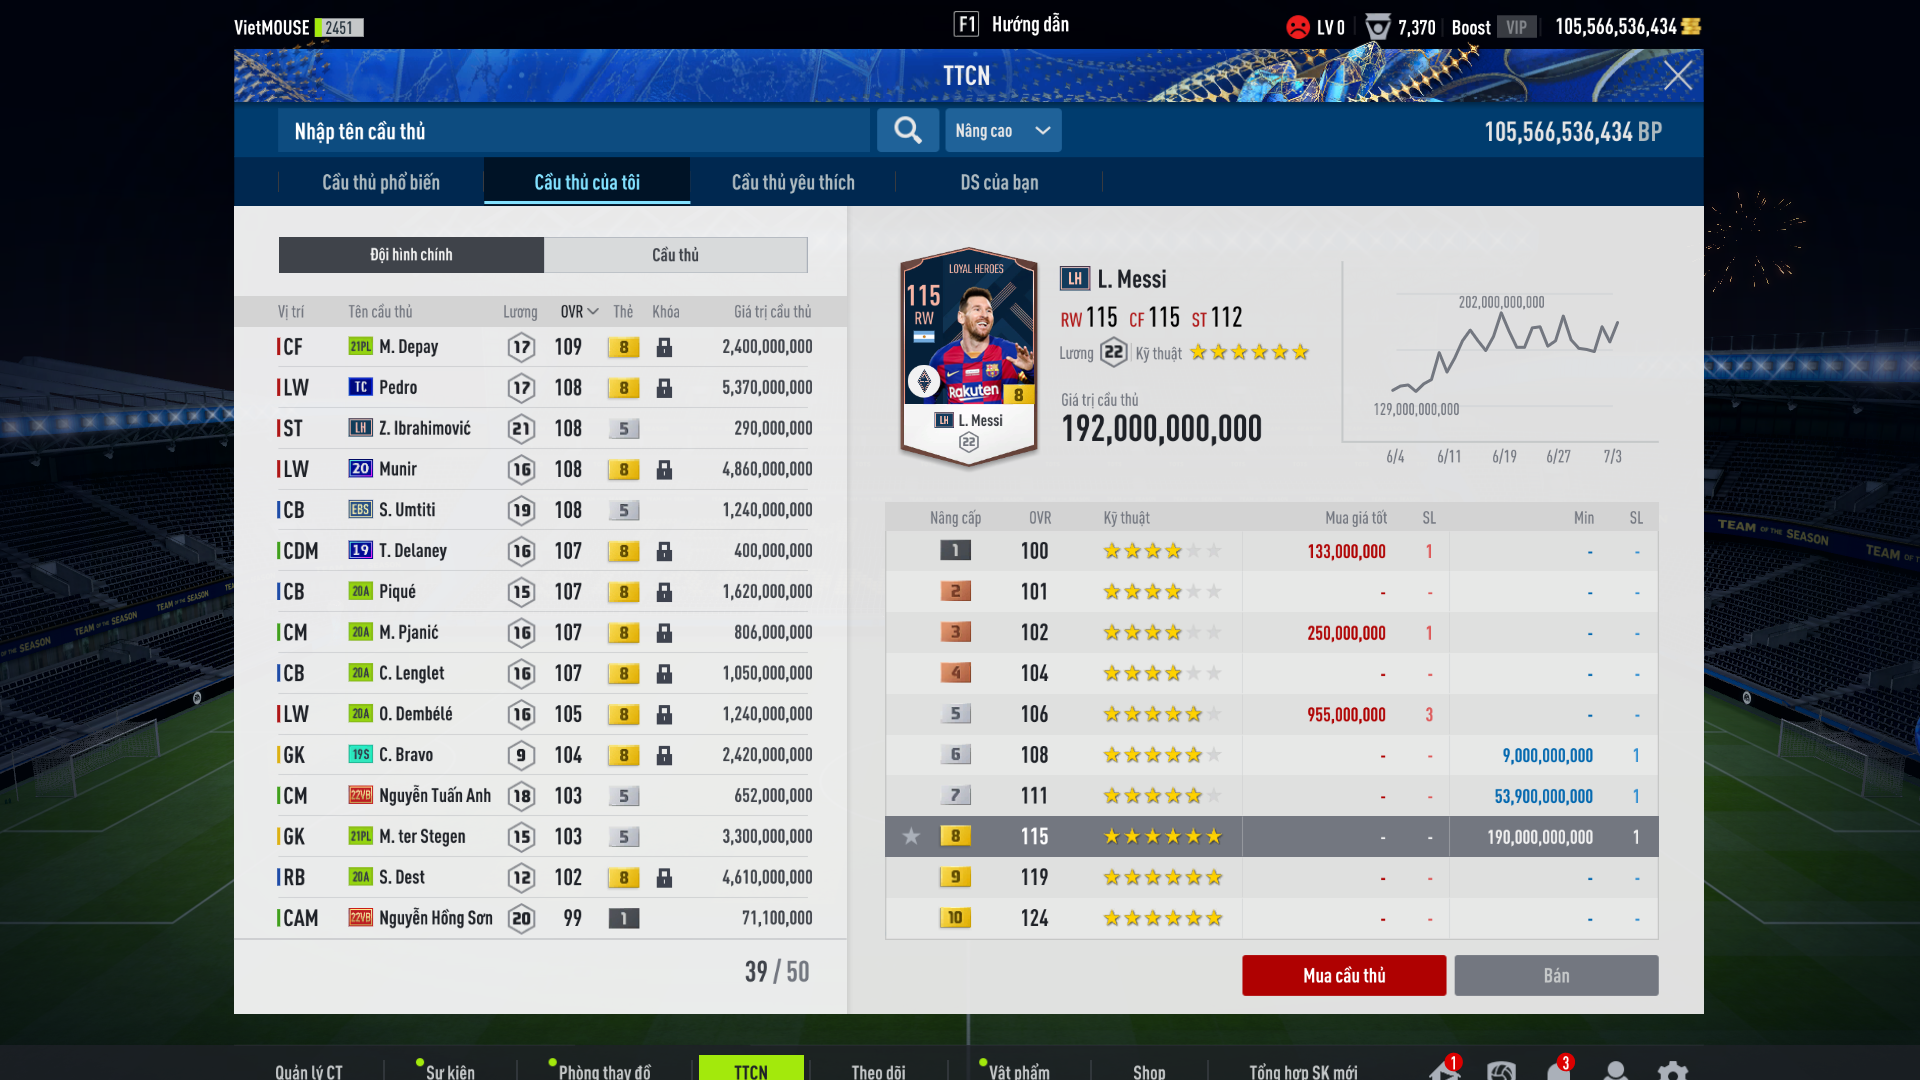 VietMOUSE 2451
F1 Hướng dẫn
LV 0 7,370 Boost VIP 105,566,536,434
TTCN
Nhập tên cầu thủ
Nâng cao
105,566,536,434 BP
Cầu thủ phổ biến Cầu thủ của tôi Cầu thủ yêu thích DS của bạn
Đội hình chính Cầu thủ
Vị trí Tên cầu thủ Lương OVR Thẻ Khóa Giá trị cầu thủ
CF 21PL M. Depay 17 109 8 2,400,000,000
LW TC Pedro 17 108 8 5,370,000,000
ST LH Z. Ibrahimović 21 108 5 290,000,000
LW 20 Munir 16 108 8 4,860,000,000
CB EBS S. Umtiti 19 108 5 1,240,000,000
CDM 19 T. Delaney 16 107 8 400,000,000
CB 20A Piqué 15 107 8 1,620,000,000
CM 20A M. Pjanić 16 107 8 806,000,000
CB 20A C. Lenglet 16 107 8 1,050,000,000
LW 20A O. Dembélé 16 105 8 1,240,000,000
GK 19S C. Bravo 9 104 8 2,420,000,000
CM 22VB Nguyễn Tuấn Anh 18 103 5 652,000,000
GK 21PL M. ter Stegen 15 103 5 3,300,000,000
RB 20A S. Dest 12 102 8 4,610,000,000
CAM 22VB Nguyễn Hồng Sơn 20 99 1 71,100,000
39 / 50
LOYAL HEROES
115
RW
Rakuten
8
LH L. Messi
22
LH L. Messi
RW 115 CF 115 ST 112
Lương 22 Kỹ thuật
Giá trị cầu thủ
192,000,000,000
202,000,000,000
129,000,000,000
6/4 6/11 6/19 6/27 7/3
Nâng cấp OVR Kỹ thuật Mua giá tốt SL Min SL
1 100 133,000,000 1 - -
2 101 - - - -
3 102 250,000,000 1 - -
4 104 - - - -
5 106 955,000,000 3 - -
6 108 - - 9,000,000,000 1
7 111 - - 53,900,000,000 1
8 115 - - 190,000,000,000 1
9 119 - - - -
10 124 - - - -
Mua cầu thủ Bán
TEAM OF THE SEASON TEAM OF
TEAM OF THE SEASON
OF THE SEASON
TEAM OF THE SEASON
Quản lý CT Sự kiện Phòng thay đồ TTCN Theo dõi Vật phẩm Shop Tổng hợp SK mới 1 3